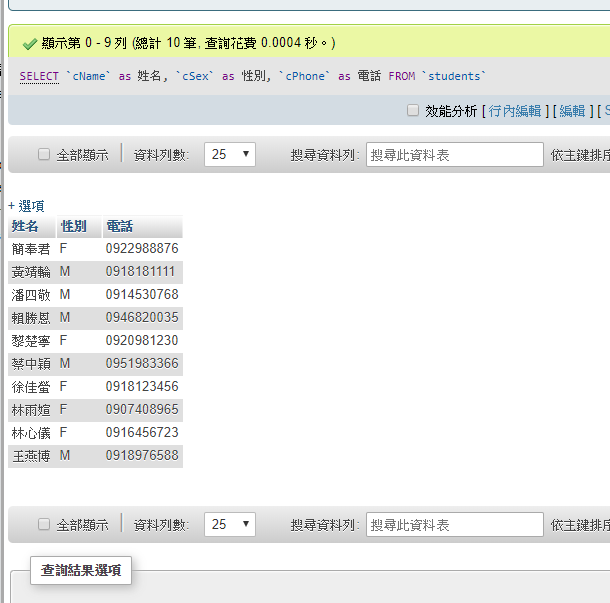 顯示第 0 - 9 列 (總計 10 筆, 查詢花費 0.0004 秒。)
SELECT `cName` as 姓名, `cSex` as 性別, `cPhone` as 電話 FROM `students`
效能分析 [ 行內編輯 ] [ 編輯 ] [
全部顯示 資料列數: 25 搜尋資料列: 搜尋此資料表 依主鍵排序
+ 選項
姓名 性別 電話
簡奉君 F 0922988876
黃靖輪 M 0918181111
潘四敬 M 0914530768
賴勝恩 M 0946820035
黎楚寧 F 0920981230
蔡中穎 M 0951983366
徐佳螢 F 0918123456
林雨媗 F 0907408965
林心儀 F 0916456723
王燕博 M 0918976588
全部顯示 資料列數: 25 搜尋資料列: 搜尋此資料表 依主鍵排序
查詢結果選項